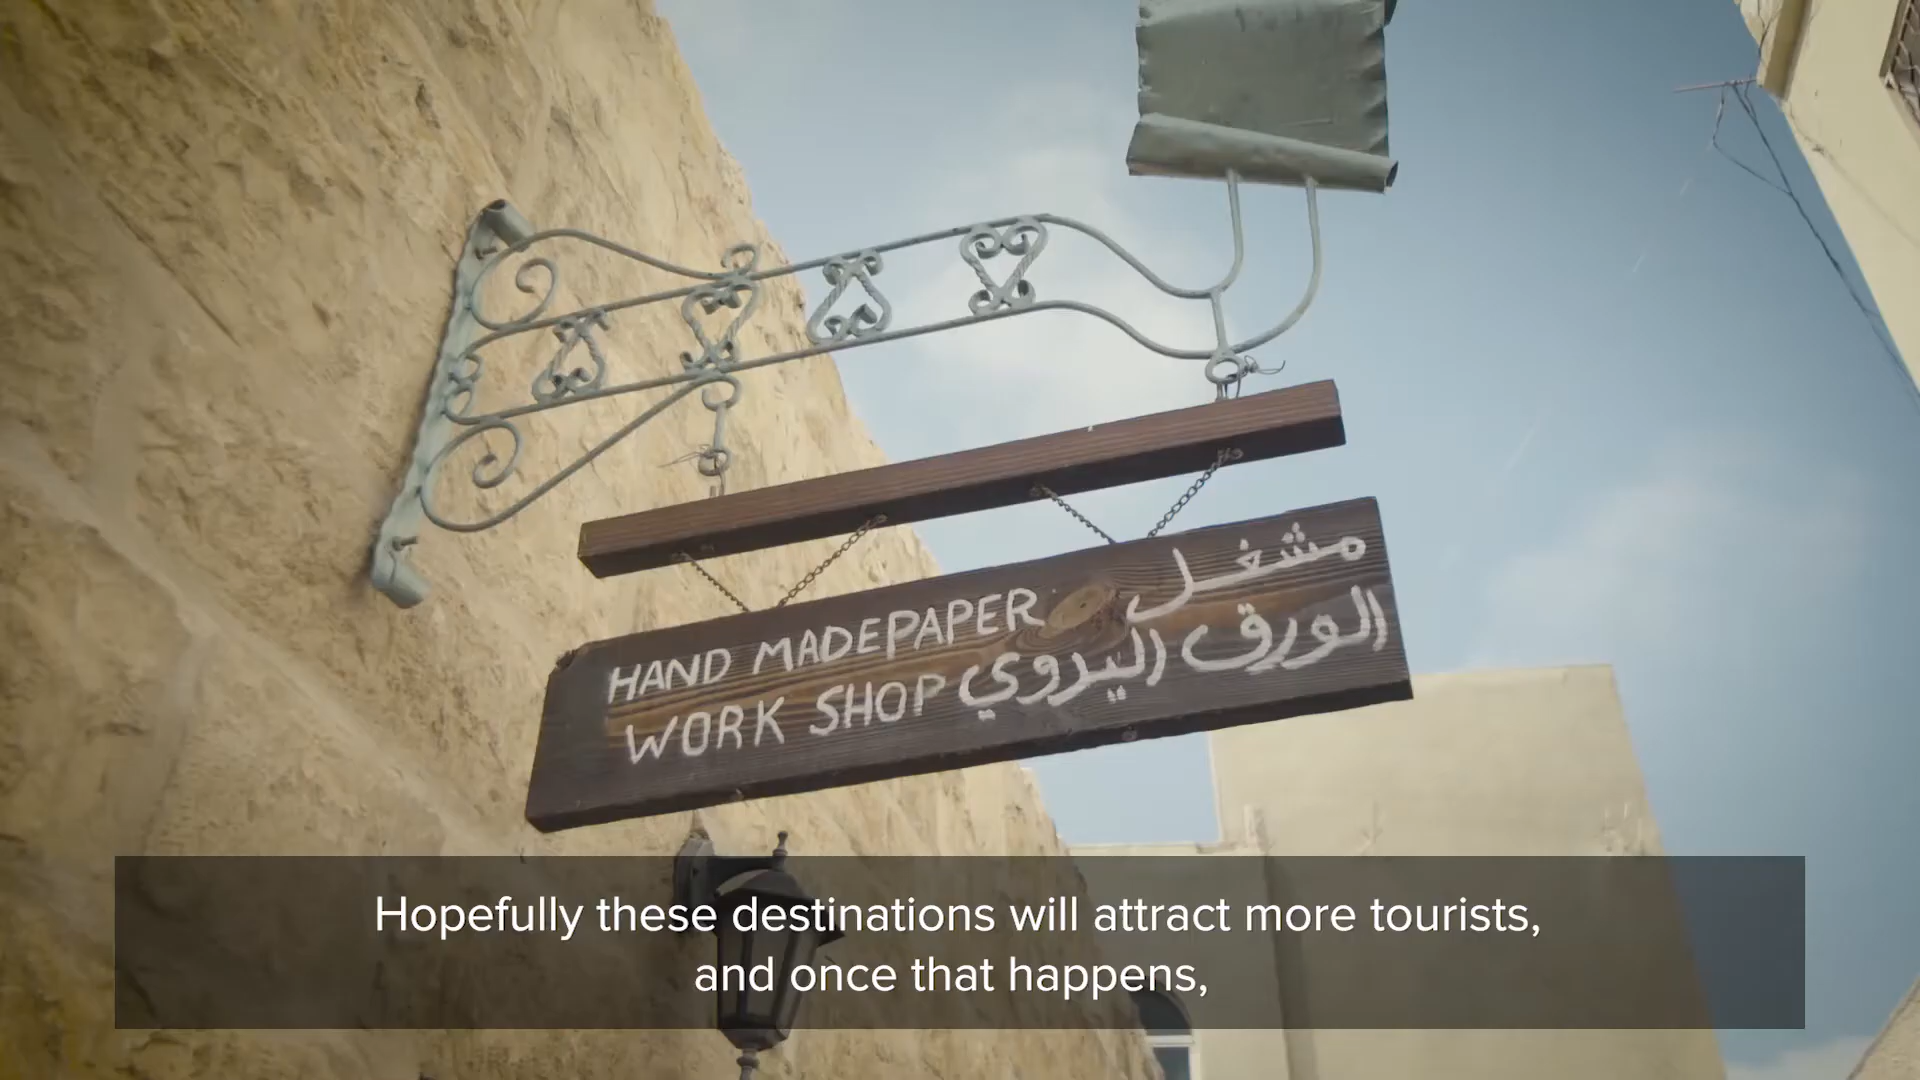 HAND MADEPAPER
WORK SHOP
مشغل
الورق اليدوي
Hopefully these destinations will attract more tourists,
and once that happens,